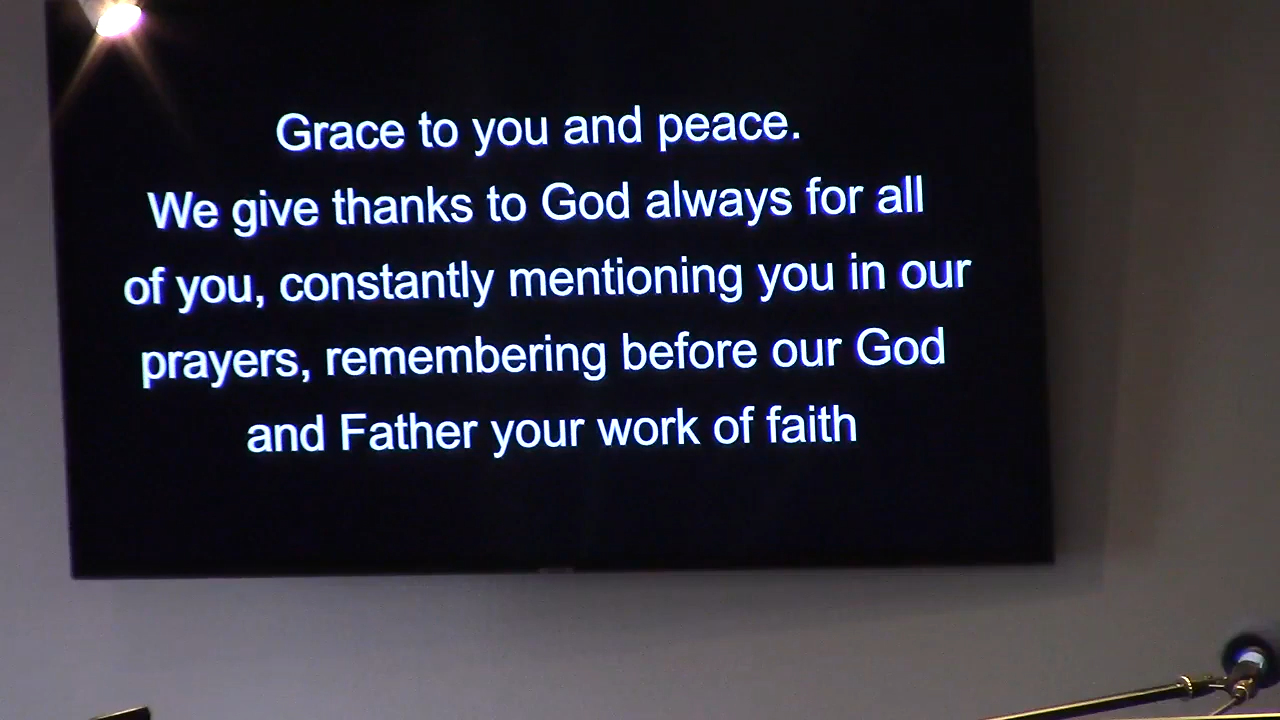 Grace to you and peace.
We give thanks to God always for all
of you, constantly mentioning you in our
prayers, remembering before our God
and Father your work of faith